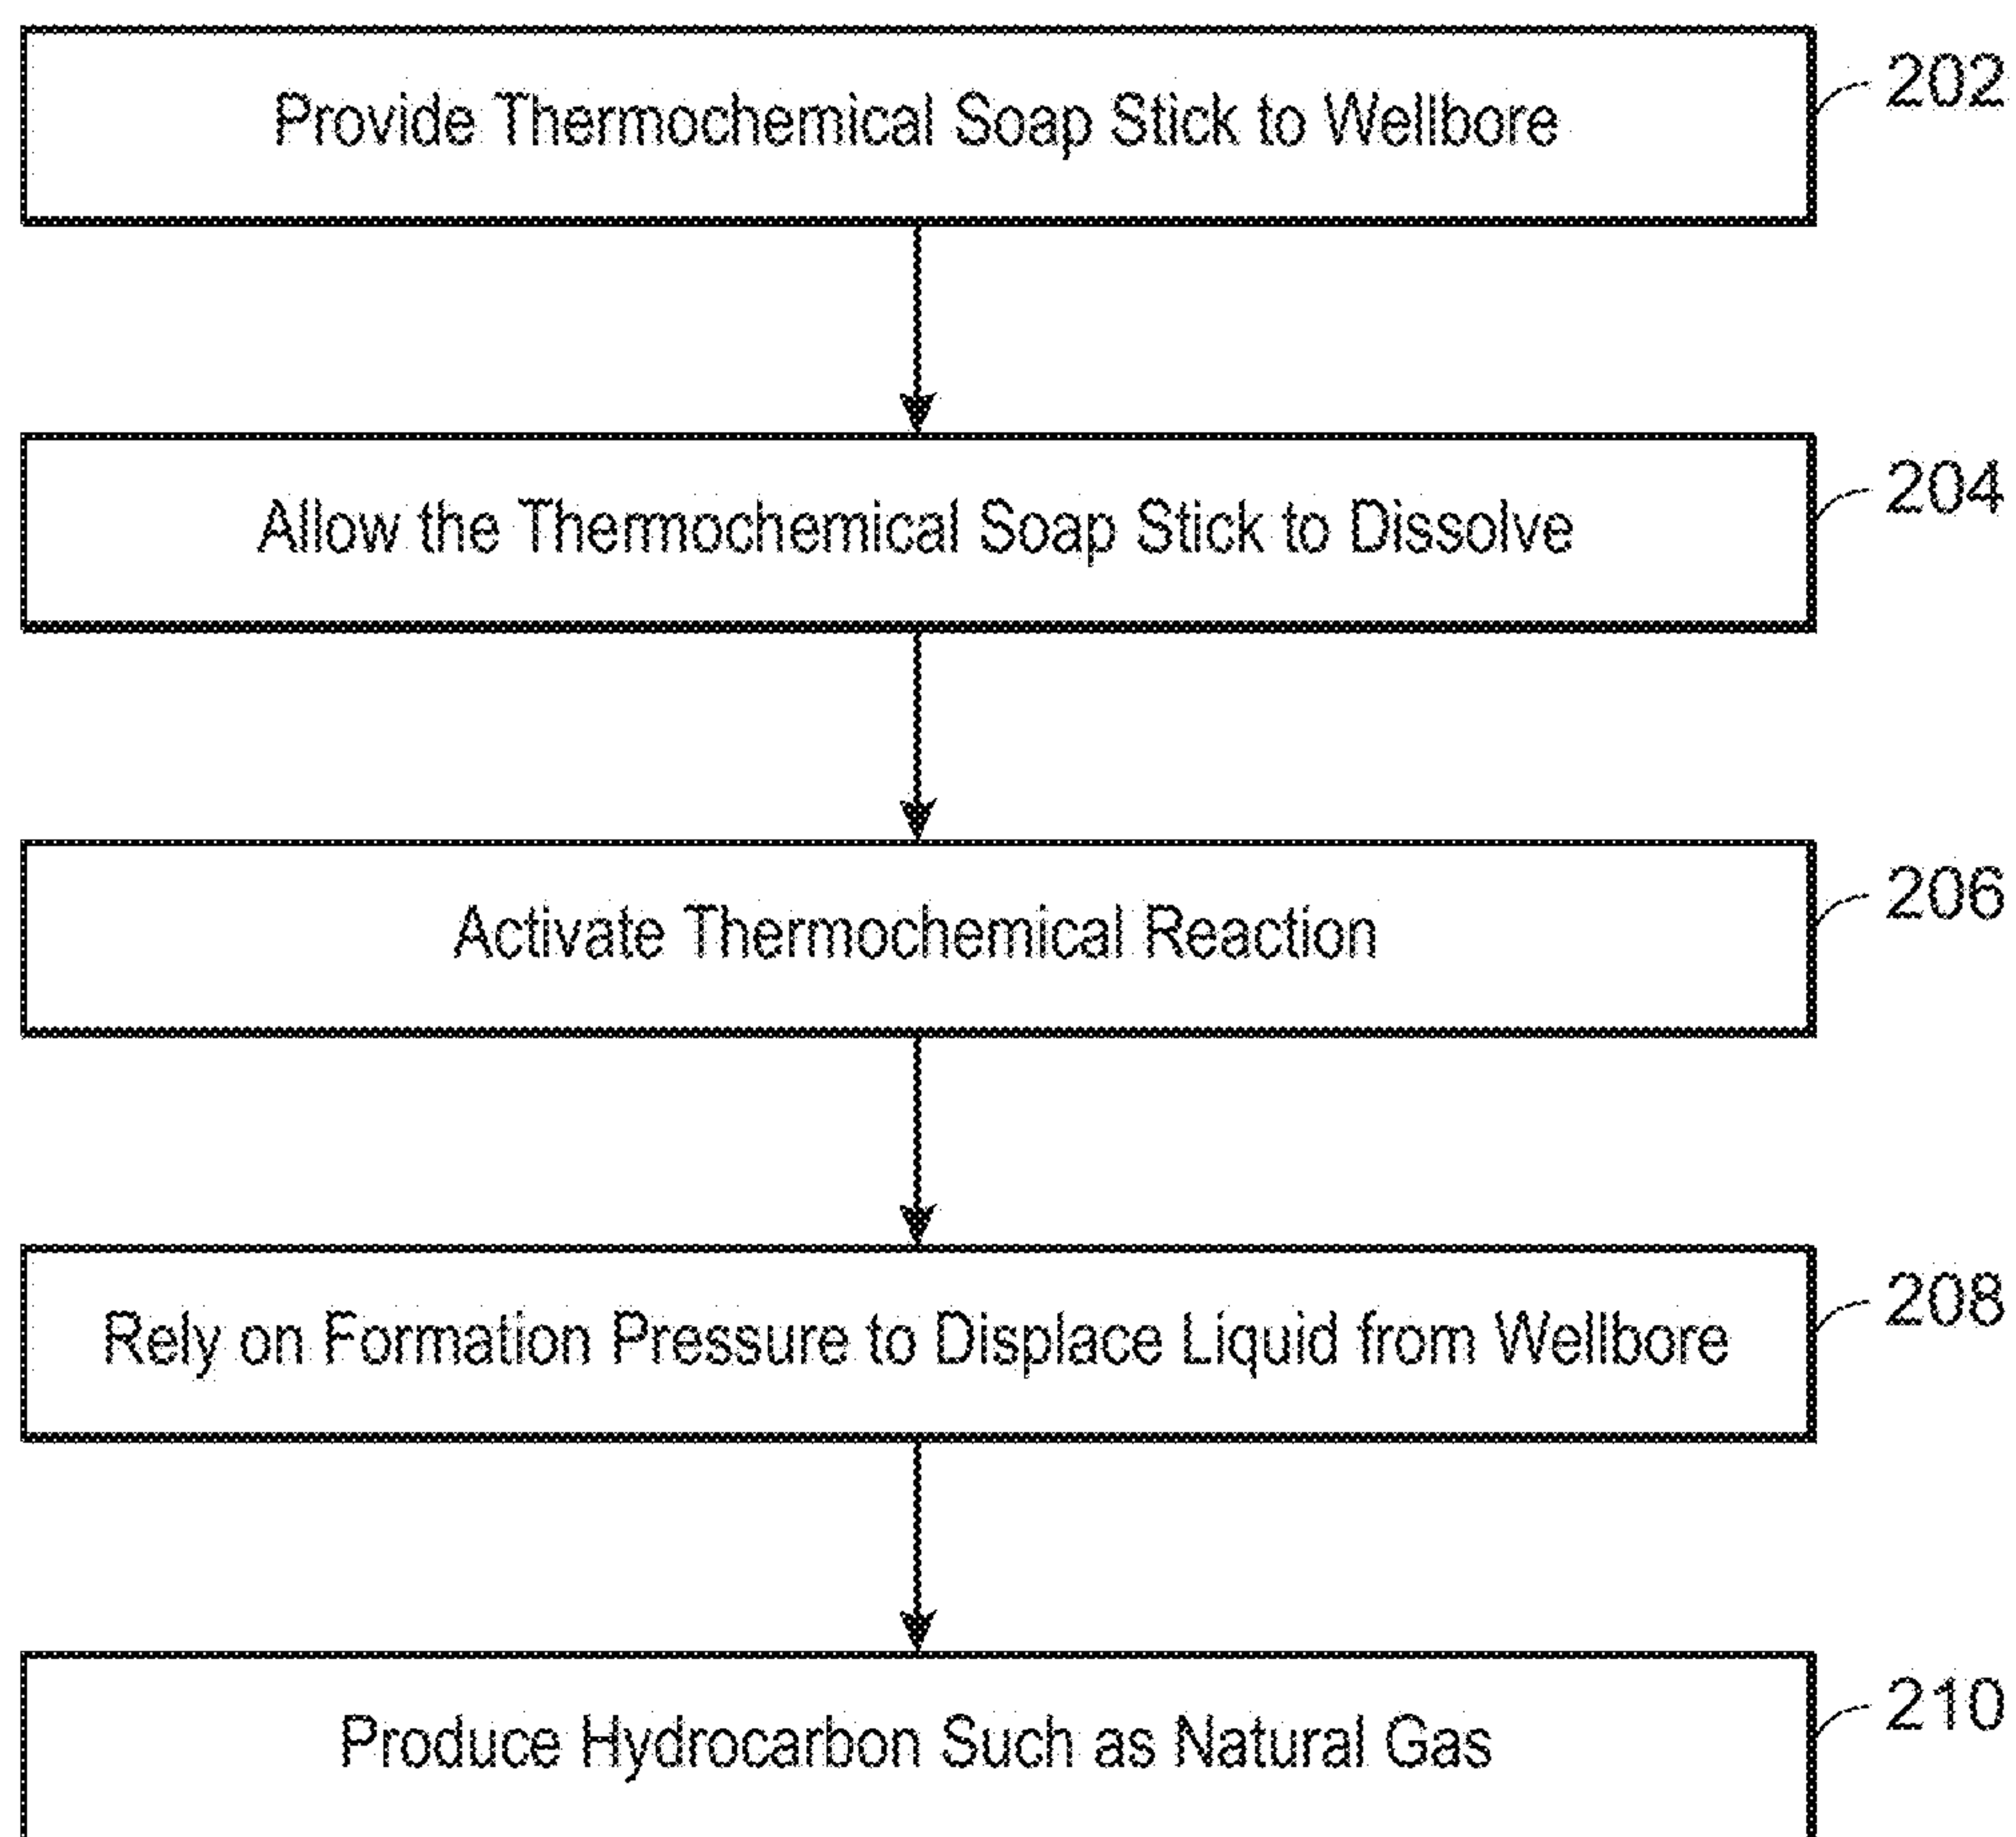 Provide Thermochemical Soap Stick to Wellbore 202
Allow the Thermochemical Soap Stick to Dissolve 204
Activate Thermochemical Reaction 206
Rely on Formation Pressure to Displace Liquid from Wellbore 208
Produce Hydrocarbon Such as Natural Gas 210